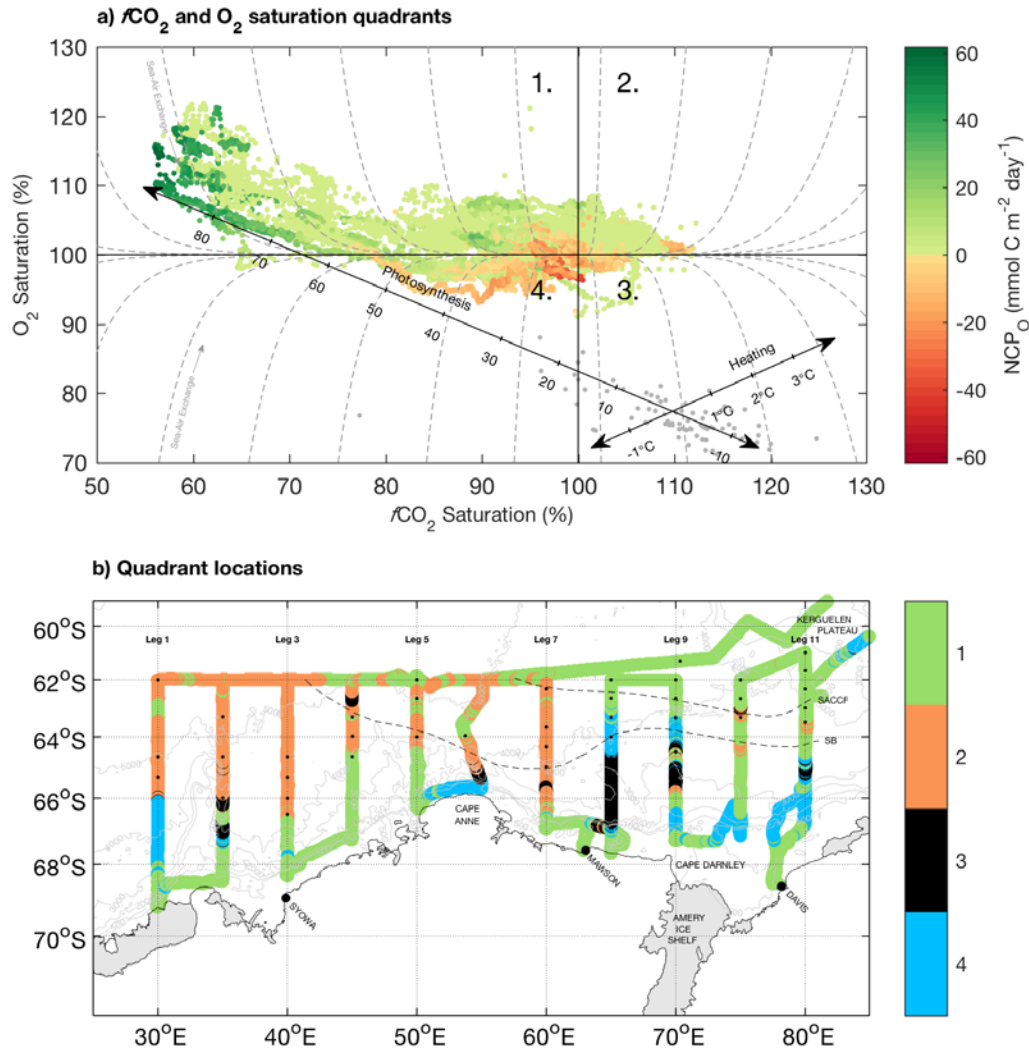 a) fCO2 and O2 saturation quadrants
130
120
110
100
90
80
70
O2 Saturation (%)
Sea-Air Exchange
Sea-Air Exchange
1.
2.
4.
3.
80
70
60
50
40
30
20
10
-10
Photosynthesis
Heating
-1°C
1°C
2°C
3°C
50
60
70
80
90
100
110
120
130
fCO2 Saturation (%)
60
40
20
0
-20
-40
-60
NCPO (mmol C m-2 day-1)
b) Quadrant locations
60°S
62°S
64°S
66°S
68°S
70°S
Leg 1
Leg 3
Leg 5
Leg 7
Leg 9
Leg 11
KERGUELEN
PLATEAU
SACCF
SB
CAPE
ANNE
SYOWA
MAWSON
CAPE DARNLEY
DAVIS
AMERY
ICE
SHELF
30°E
40°E
50°E
60°E
70°E
80°E
1
2
3
4